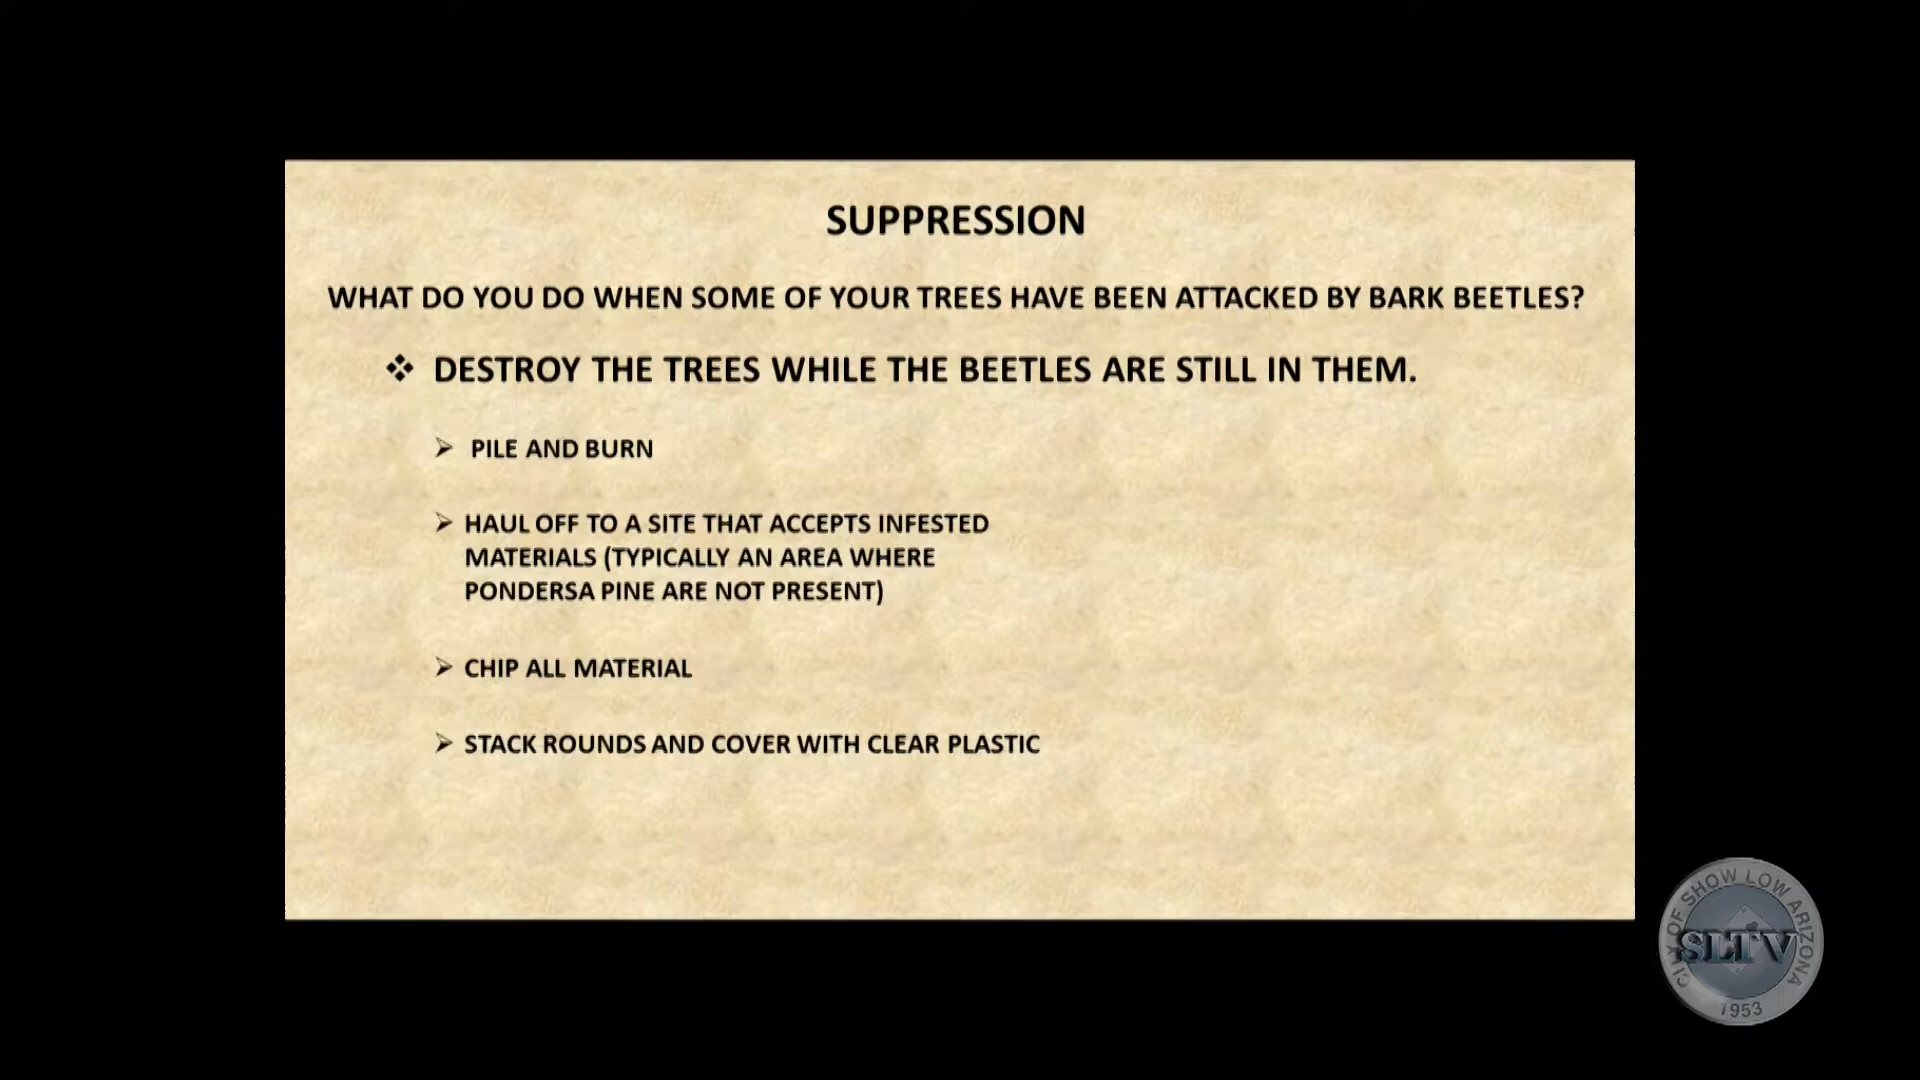 SUPPRESSION
WHAT DO YOU DO WHEN SOME OF YOUR TREES HAVE BEEN ATTACKED BY BARK BEETLES?
❖ DESTROY THE TREES WHILE THE BEETLES ARE STILL IN THEM.
➢ PILE AND BURN
➢ HAUL OFF TO A SITE THAT ACCEPTS INFESTED
MATERIALS (TYPICALLY AN AREA WHERE
PONDERSA PINE ARE NOT PRESENT)
➢ CHIP ALL MATERIAL
➢ STACK ROUNDS AND COVER WITH CLEAR PLASTIC
CITY OF SHOW LOW ARIZONA
SLTV
1953